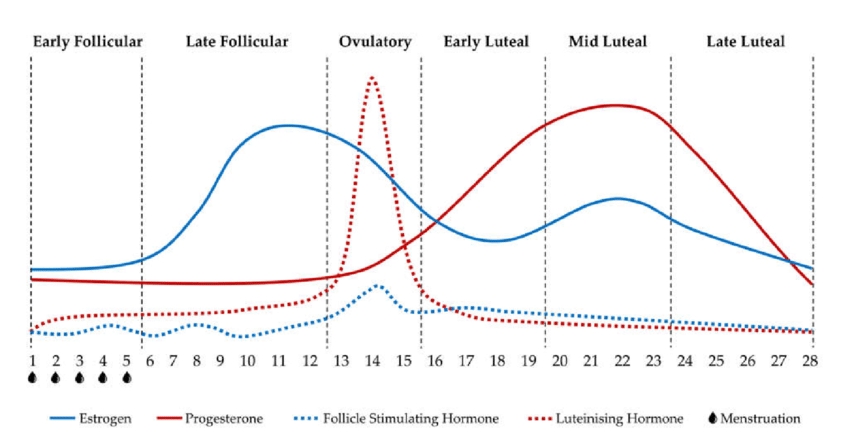 Early Follicular Late Follicular Ovulatory Early Luteal Mid Luteal Late Luteal
1 2 3 4 5 6 7 8 9 10 11 12 13 14 15 16 17 18 19 20 21 22 23 24 25 26 27 28
Estrogen Progesterone Follicle Stimulating Hormone Luteinising Hormone Menstruation